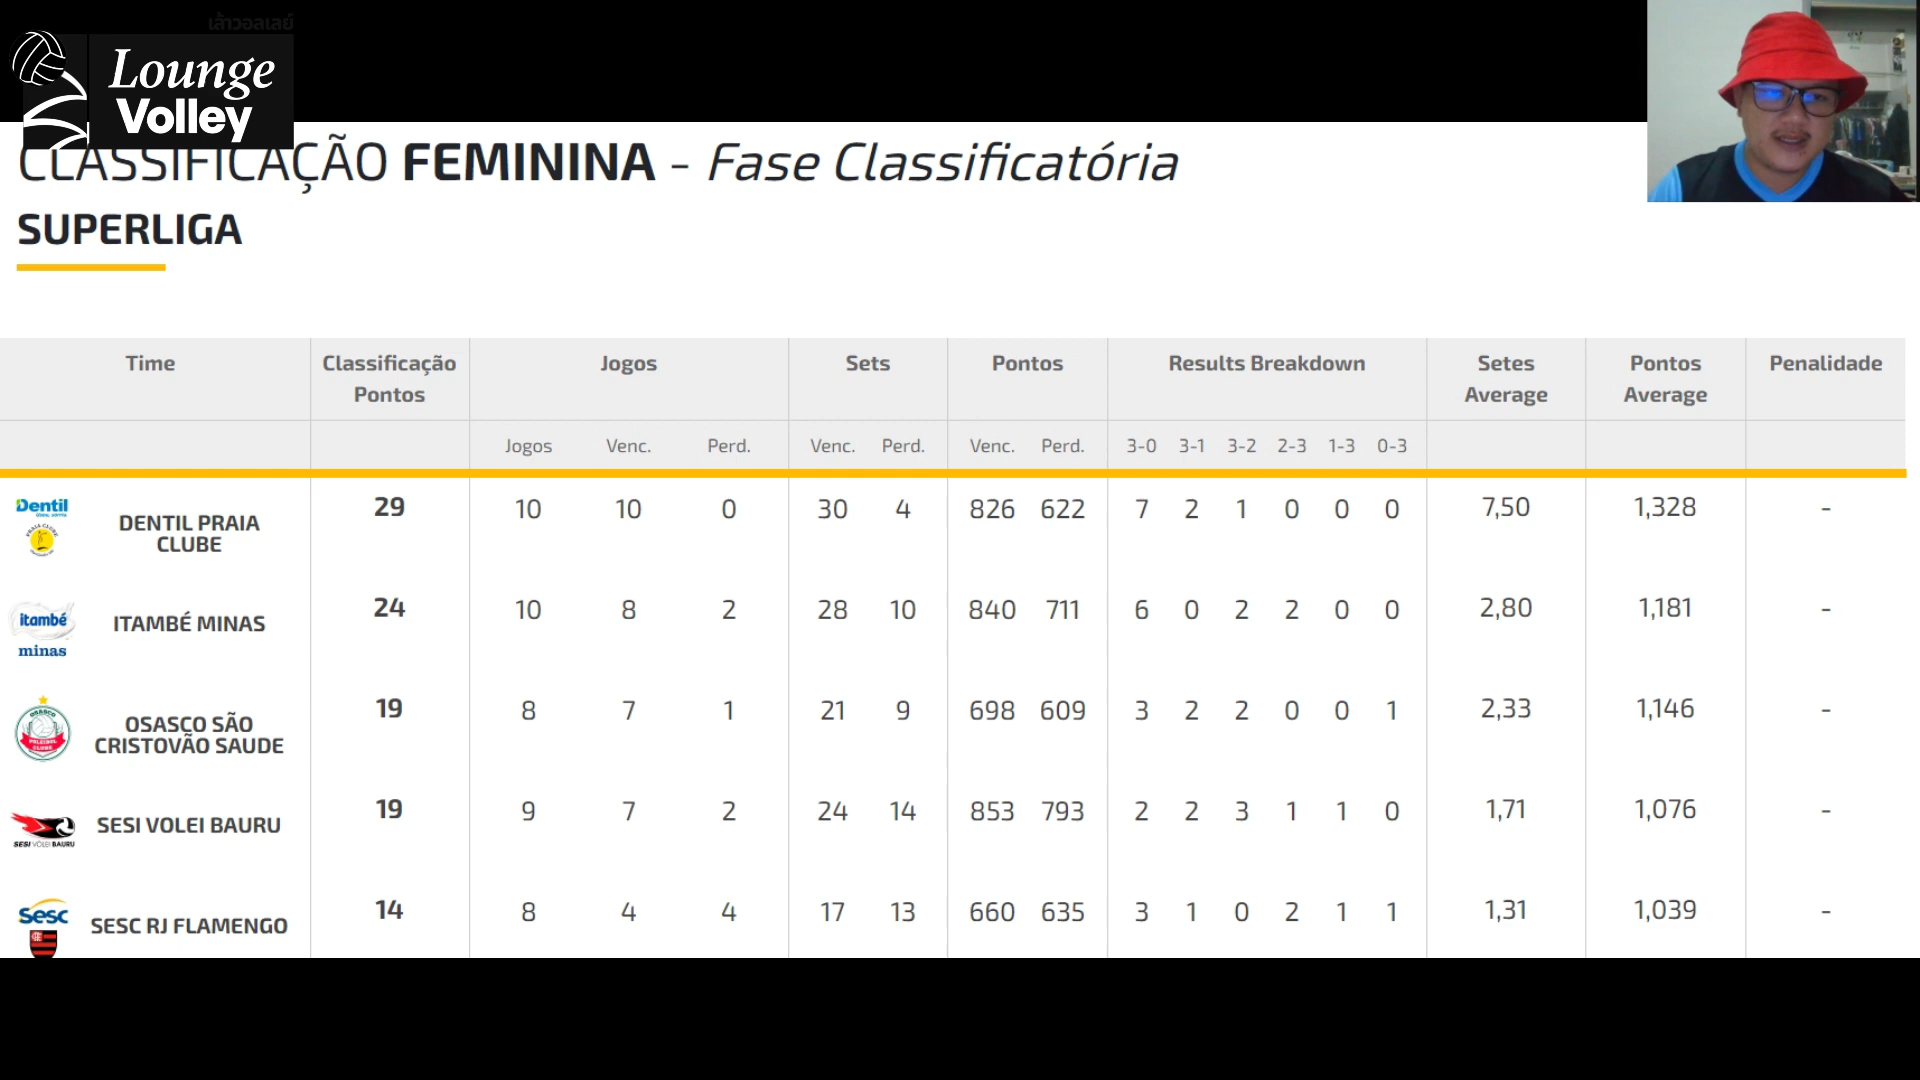 เล้าวอลเลย์
Lounge
Volley
CLASSIFICAÇÃO FEMININA - Fase Classificatória
SUPERLIGA
Time Classificação Pontos Jogos Sets Pontos Results Breakdown Setes Average Pontos Average Penalidade
Jogos Venc. Perd. Venc. Perd. Venc. Perd. 3-0 3-1 3-2 2-3 1-3 0-3
Dentil DENTIL PRAIA CLUBE 29 10 10 0 30 4 826 622 7 2 1 0 0 0 7,50 1,328 -
itambé minas ITAMBÉ MINAS 24 10 8 2 28 10 840 711 6 0 2 2 0 0 2,80 1,181 -
OSASCO VOLEIBOL CLUBE OSASCO SÃO CRISTOVÃO SAUDE 19 8 7 1 21 9 698 609 3 2 2 0 0 1 2,33 1,146 -
SESI VÔLEI BAURU SESI VOLEI BAURU 19 9 7 2 24 14 853 793 2 2 3 1 1 0 1,71 1,076 -
Sesc SESC RJ FLAMENGO 14 8 4 4 17 13 660 635 3 1 0 2 1 1 1,31 1,039 -